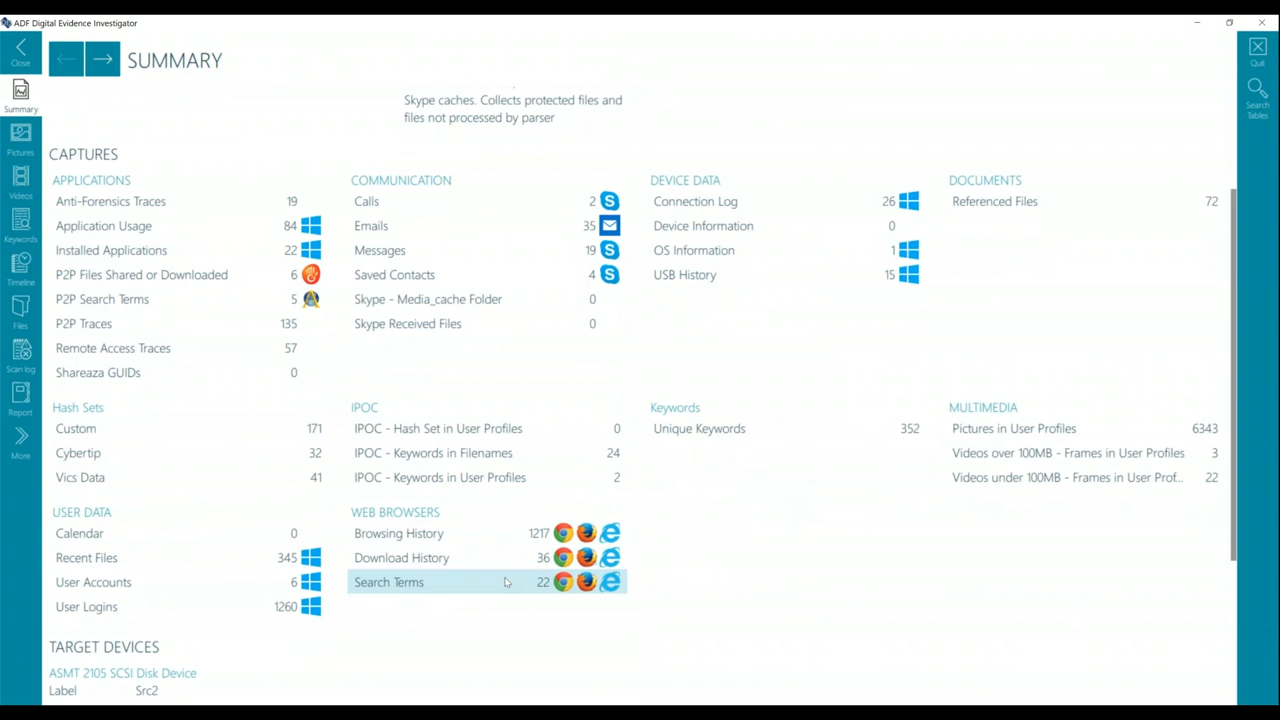 ADF Digital Evidence Investigator
Close
SUMMARY
Quit
Summary
Search
Tables
Pictures
Videos
Keywords
Timeline
Files
Scan log
Report
More
Skype caches. Collects protected files and
files not processed by parser
CAPTURES
APPLICATIONS
Anti-Forensics Traces 19
Application Usage 84
Installed Applications 22
P2P Files Shared or Downloaded 6
P2P Search Terms 5
P2P Traces 135
Remote Access Traces 57
Shareaza GUIDs 0
COMMUNICATION
Calls 2
Emails 35
Messages 19
Saved Contacts 4
Skype - Media_cache Folder 0
Skype Received Files 0
DEVICE DATA
Connection Log 26
Device Information 0
OS Information 1
USB History 15
DOCUMENTS
Referenced Files 72
Hash Sets
Custom 171
Cybertip 32
Vics Data 41
IPOC
IPOC - Hash Set in User Profiles 0
IPOC - Keywords in Filenames 24
IPOC - Keywords in User Profiles 2
Keywords
Unique Keywords 352
MULTIMEDIA
Pictures in User Profiles 6343
Videos over 100MB - Frames in User Profiles 3
Videos under 100MB - Frames in User Prof... 22
USER DATA
Calendar 0
Recent Files 345
User Accounts 6
User Logins 1260
WEB BROWSERS
Browsing History 1217
Download History 36
Search Terms 22
TARGET DEVICES
ASMT 2105 SCSI Disk Device
Label Src2